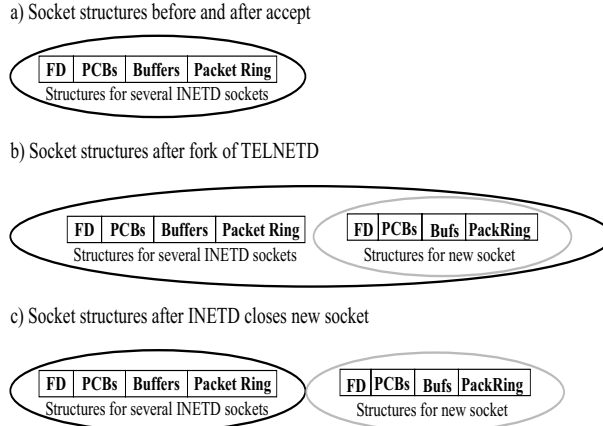 a) Socket structures before and after accept
FD PCBs Buffers Packet Ring
Structures for several INETD sockets
b) Socket structures after fork of TELNETD
FD PCBs Buffers Packet Ring FD PCBs Bufs PackRing
Structures for several INETD sockets Structures for new socket
c) Socket structures after INETD closes new socket
FD PCBs Buffers Packet Ring FD PCBs Bufs PackRing
Structures for several INETD sockets Structures for new socket